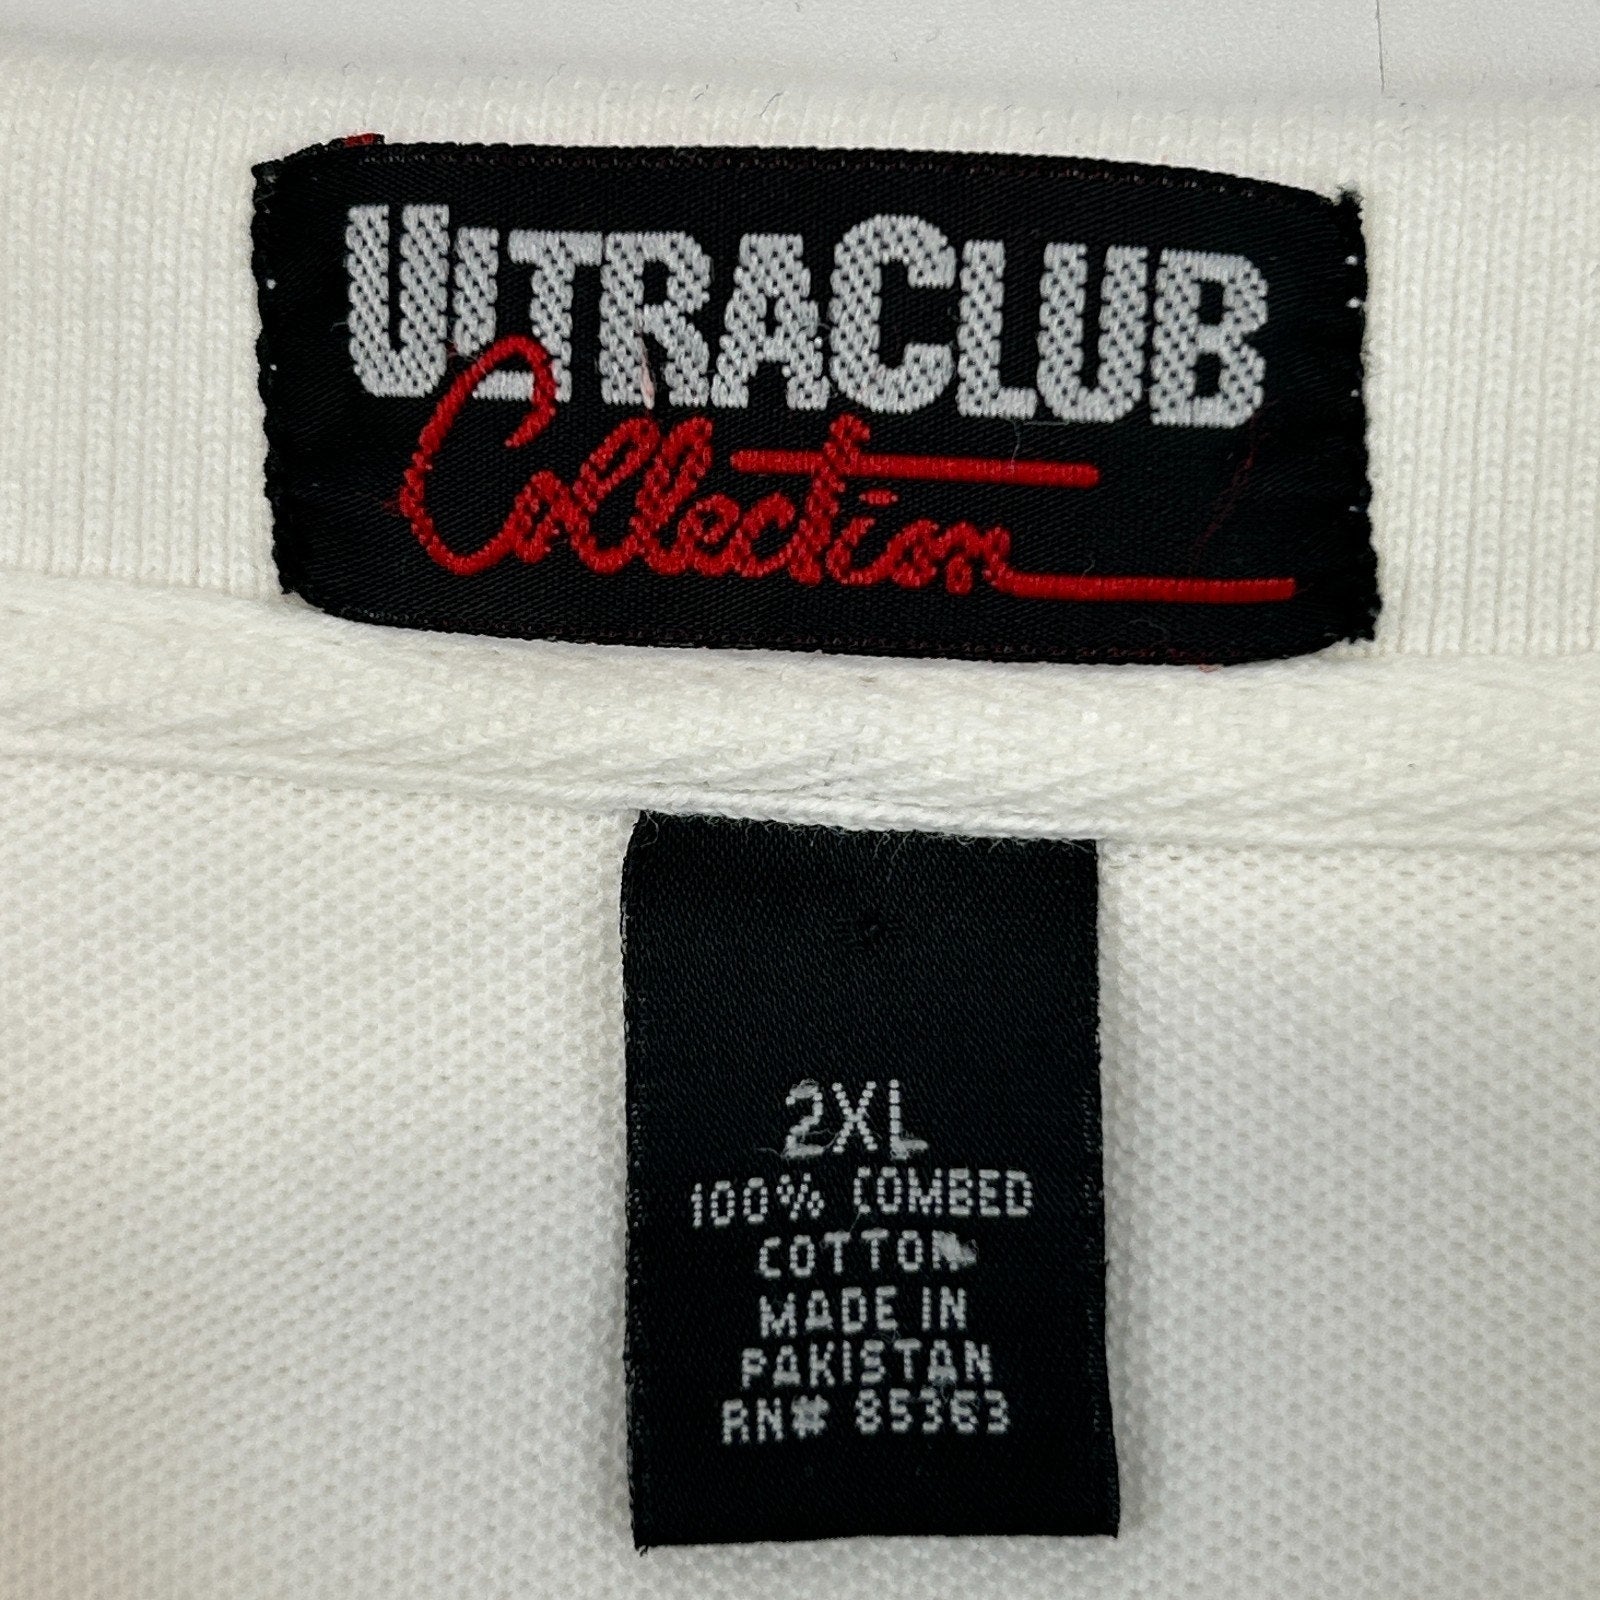 ULTRACLUB
Collection
2XL
100% COMBED
COTTON
MADE IN
PAKISTAN
RN# 85363